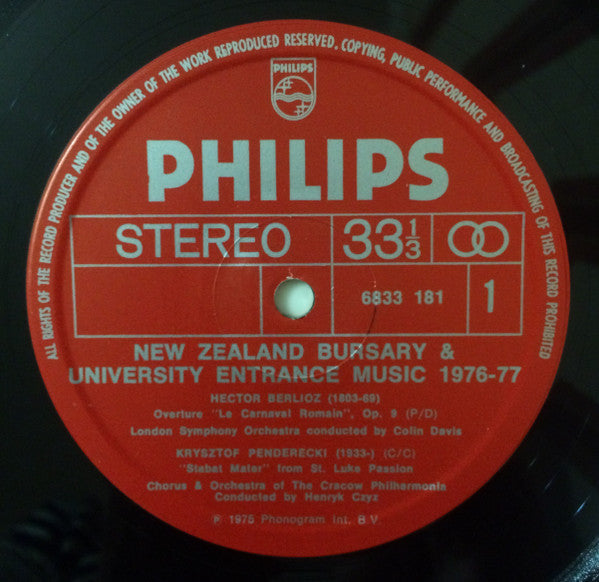 ALL RIGHTS OF THE RECORD PRODUCER AND OF THE OWNER OF THE WORK REPRODUCED RESERVED. COPYING, PUBLIC PERFORMANCE AND BROADCASTING OF THIS RECORD PROHIBITED
PHILIPS
PHILIPS
STEREO 33 1/3
6833 181 1
NEW ZEALAND BURSARY &
UNIVERSITY ENTRANCE MUSIC 1976-77
HECTOR BERLIOZ (1803-69)
Overture "Le Carnaval Romain", Op. 9 (P/D)
London Symphony Orchestra conducted by Colin Davis
KRYSZTOF PENDERECKI (1933-) (C/C)
"Stabat Mater" from St. Luke Passion
Chorus & Orchestra of The Cracow Philharmonia
Conducted by Henryk Czyz
℗ 1975 Phonogram Int. B.V.